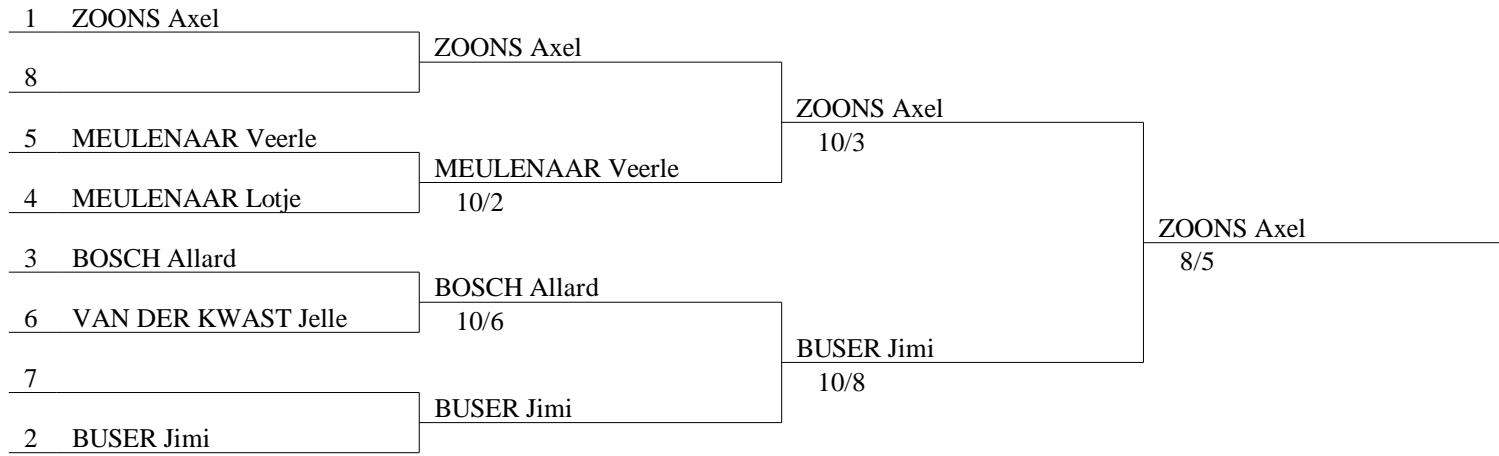 1 ZOONS Axel
ZOONS Axel
8
ZOONS Axel
10/3
5 MEULENAAR Veerle
MEULENAAR Veerle
10/2
4 MEULENAAR Lotje
ZOONS Axel
8/5
3 BOSCH Allard
BOSCH Allard
10/6
6 VAN DER KWAST Jelle
BUSER Jimi
10/8
7
BUSER Jimi
2 BUSER Jimi